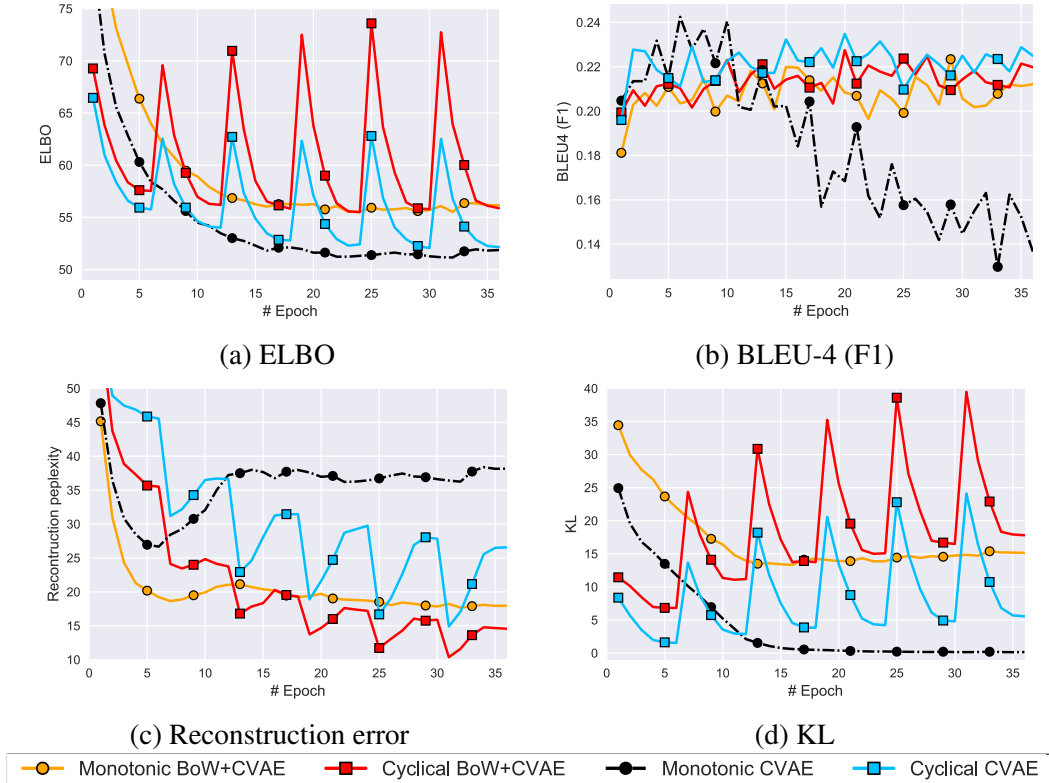 75
70
65
60
55
50
ELBO
0 5 10 15 20 25 30 35
# Epoch
(a) ELBO
0.24
0.22
0.20
0.18
0.16
0.14
BLEU4 (F1)
0 5 10 15 20 25 30 35
# Epoch
(b) BLEU-4 (F1)
50
45
40
35
30
25
20
15
10
Reconstruction peplexity
0 5 10 15 20 25 30 35
# Epoch
(c) Reconstruction error
40
35
30
25
20
15
10
5
0
KL
0 5 10 15 20 25 30 35
# Epoch
(d) KL
Monotonic BoW+CVAE Cyclical BoW+CVAE Monotonic CVAE Cyclical CVAE